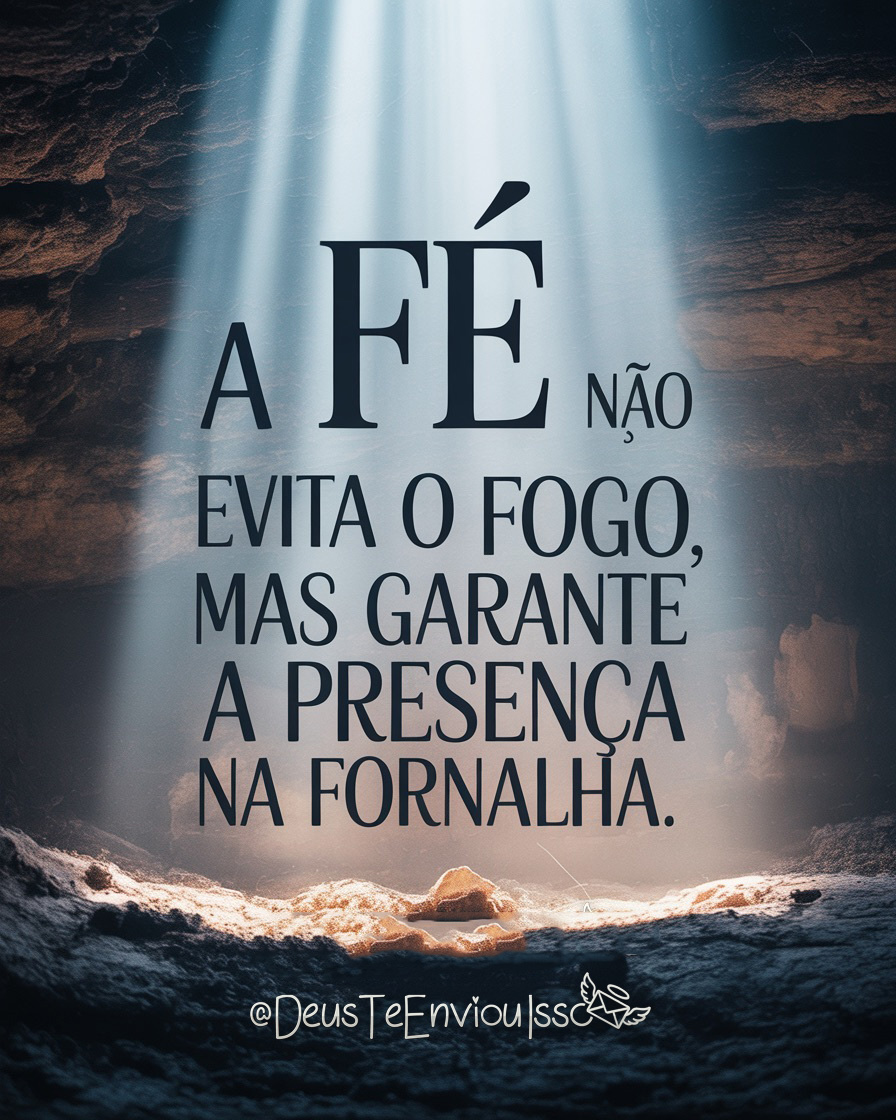 A FÉ NÃO
EVITA O FOGO,
MAS GARANTE
A PRESENÇA
NA FORNALHA.
@DeusTeEnviouIsso